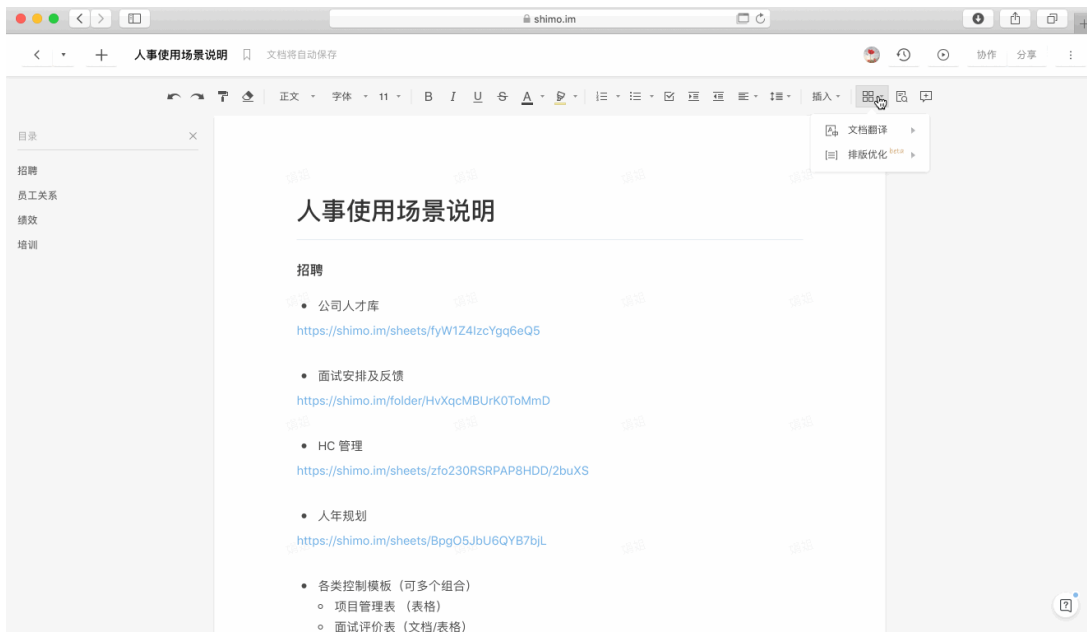 shimo.im
人事使用场景说明
文档将自动保存
协作
分享
正文
字体
11
B
I
U
S
A
插入
文档翻译
排版优化 beta
目录
招聘
员工关系
绩效
培训
人事使用场景说明
招聘
公司人才库
https://shimo.im/sheets/fyW1Z4IzcYgq6eQ5
面试安排及反馈
https://shimo.im/folder/HvXqcMBUrK0ToMmD
HC 管理
https://shimo.im/sheets/zfo230RSRPAP8HDD/2buXS
人年规划
https://shimo.im/sheets/BpgO5JbU6QYB7bjL
各类控制模板（可多个组合）
项目管理表 （表格）
面试评价表（文档/表格）